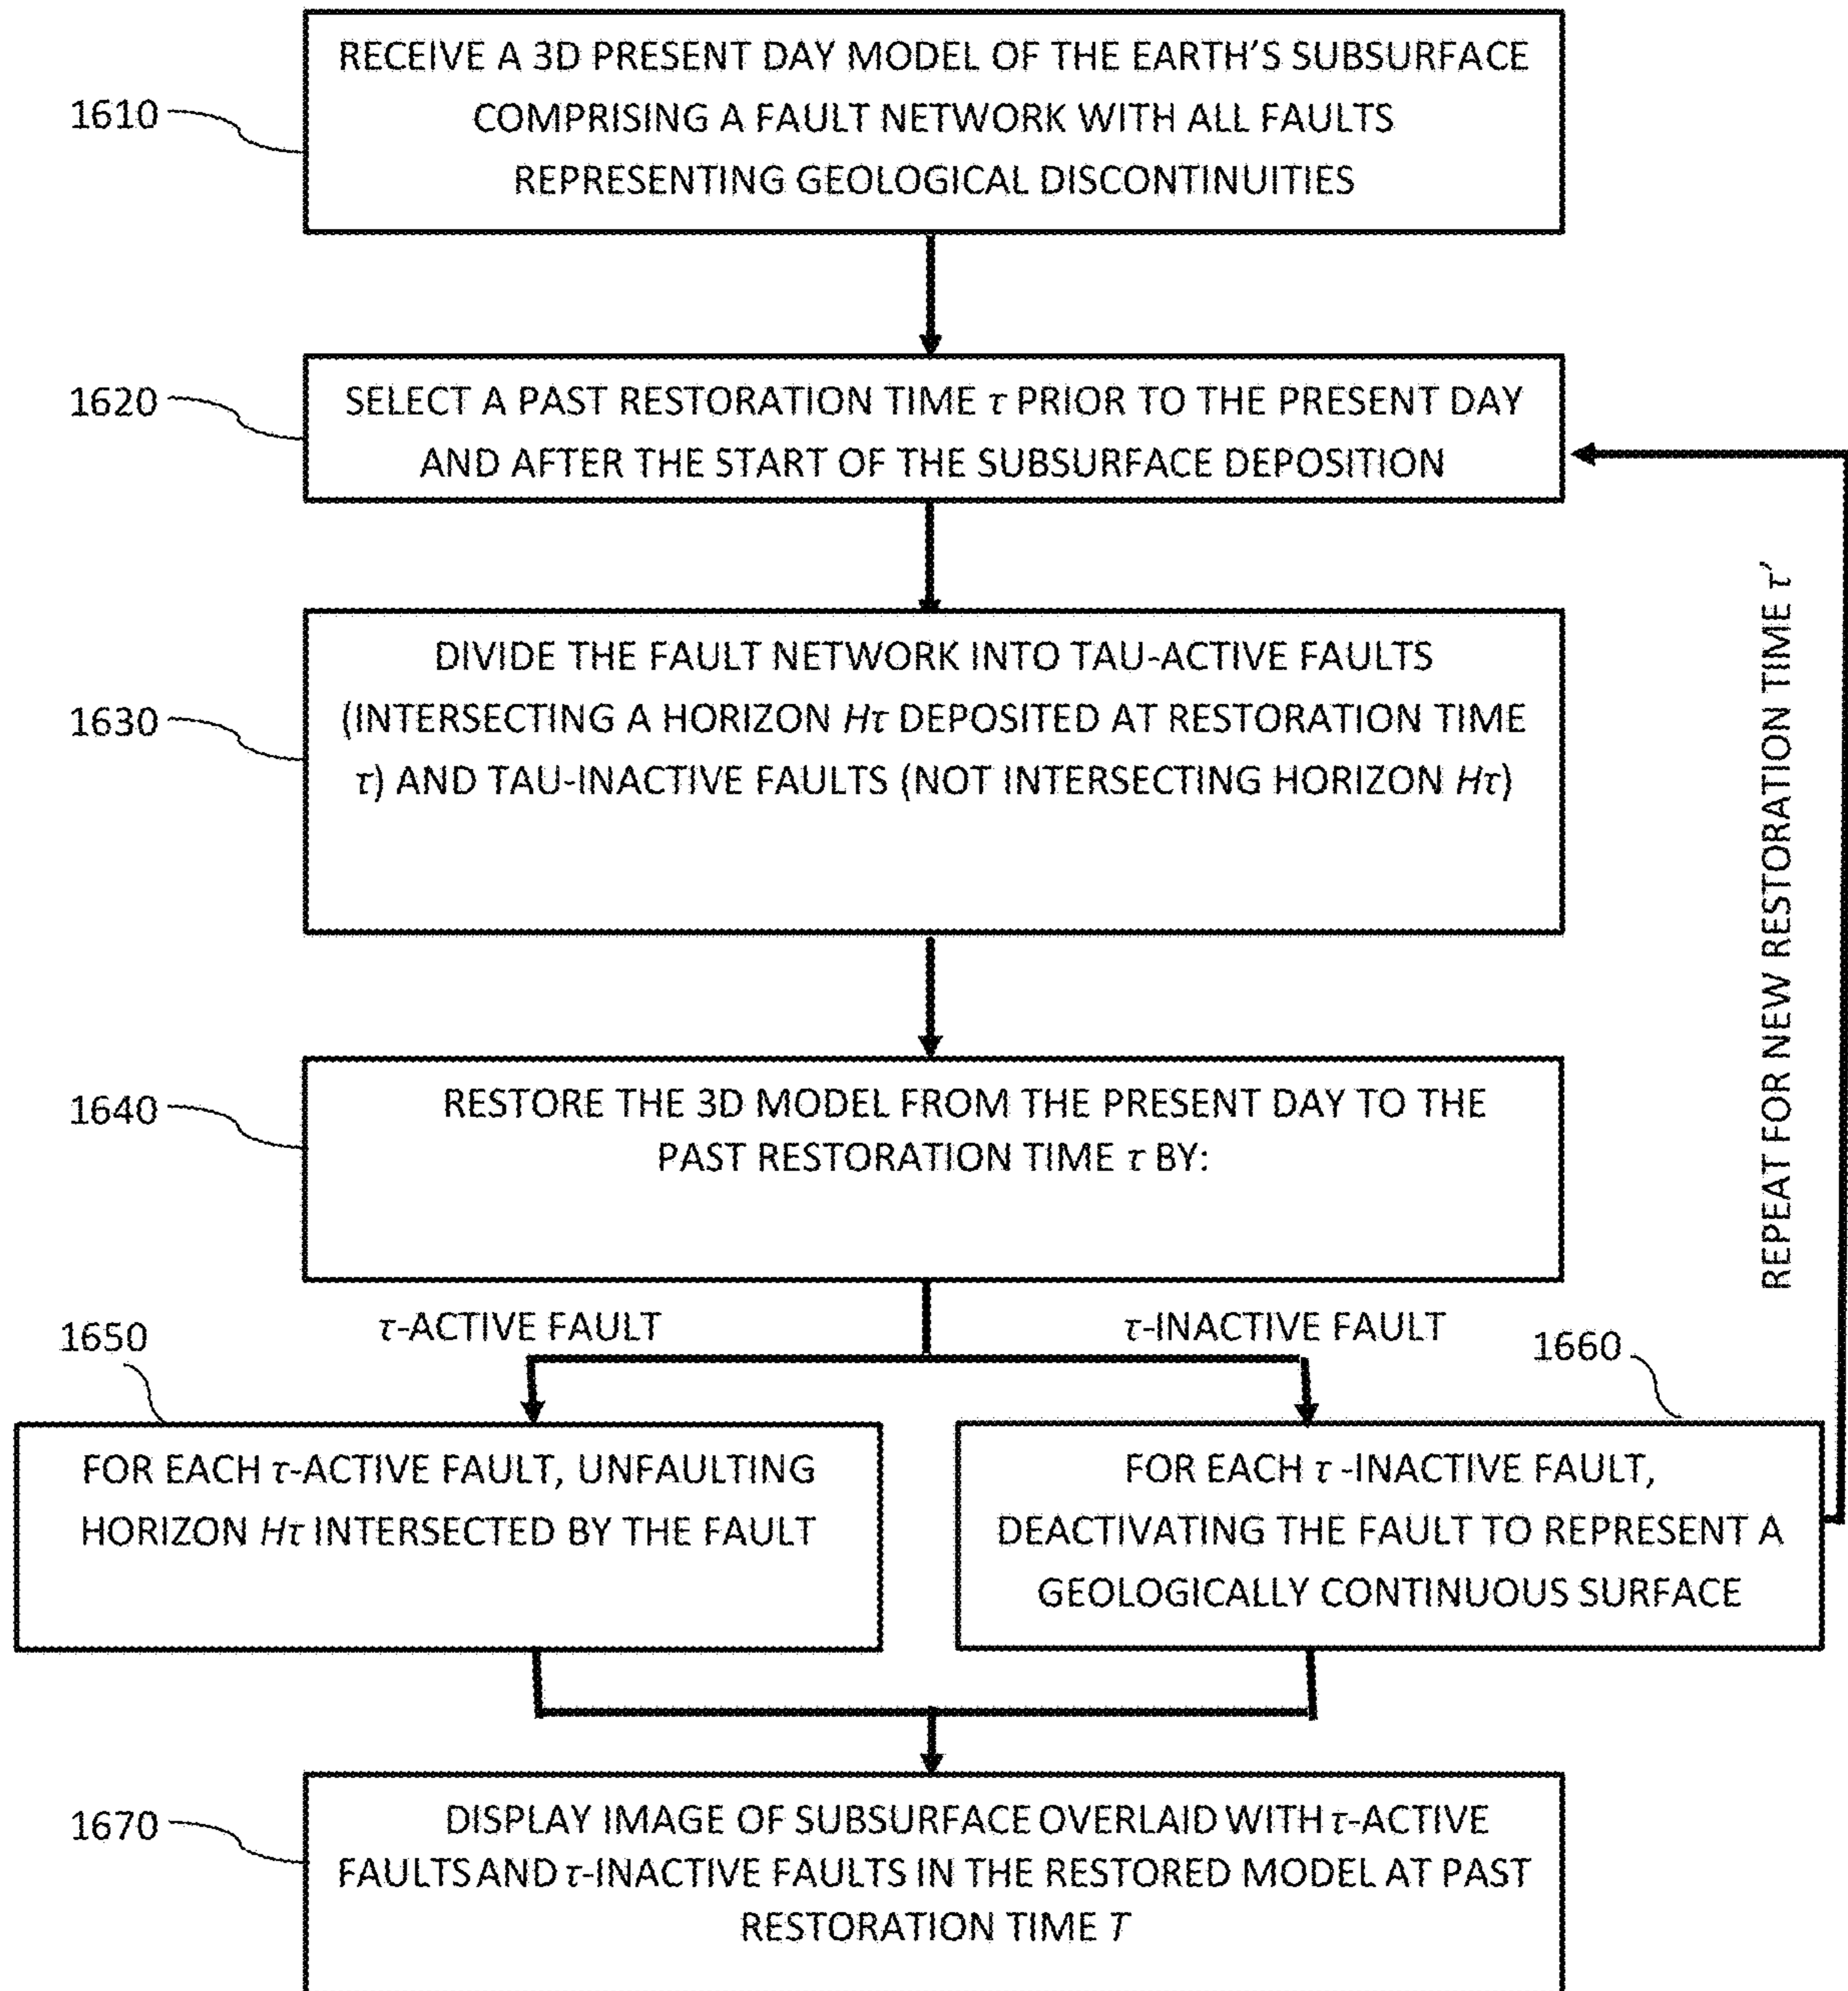 1610
RECEIVE A 3D PRESENT DAY MODEL OF THE EARTH'S SUBSURFACE
COMPRISING A FAULT NETWORK WITH ALL FAULTS
REPRESENTING GEOLOGICAL DISCONTINUITIES
1620
SELECT A PAST RESTORATION TIME τ PRIOR TO THE PRESENT DAY
AND AFTER THE START OF THE SUBSURFACE DEPOSITION
1630
DIVIDE THE FAULT NETWORK INTO TAU-ACTIVE FAULTS
(INTERSECTING A HORIZON Hτ DEPOSITED AT RESTORATION TIME
τ) AND TAU-INACTIVE FAULTS (NOT INTERSECTING HORIZON Hτ)
REPEAT FOR NEW RESTORATION TIME τ'
1640
RESTORE THE 3D MODEL FROM THE PRESENT DAY TO THE
PAST RESTORATION TIME τ BY:
τ-ACTIVE FAULT
τ-INACTIVE FAULT
1650
FOR EACH τ-ACTIVE FAULT, UNFAULTING
HORIZON Hτ INTERSECTED BY THE FAULT
1660
FOR EACH τ -INACTIVE FAULT,
DEACTIVATING THE FAULT TO REPRESENT A
GEOLOGICALLY CONTINUOUS SURFACE
1670
DISPLAY IMAGE OF SUBSURFACE OVERLAID WITH τ-ACTIVE
FAULTS AND τ-INACTIVE FAULTS IN THE RESTORED MODEL AT PAST
RESTORATION TIME T